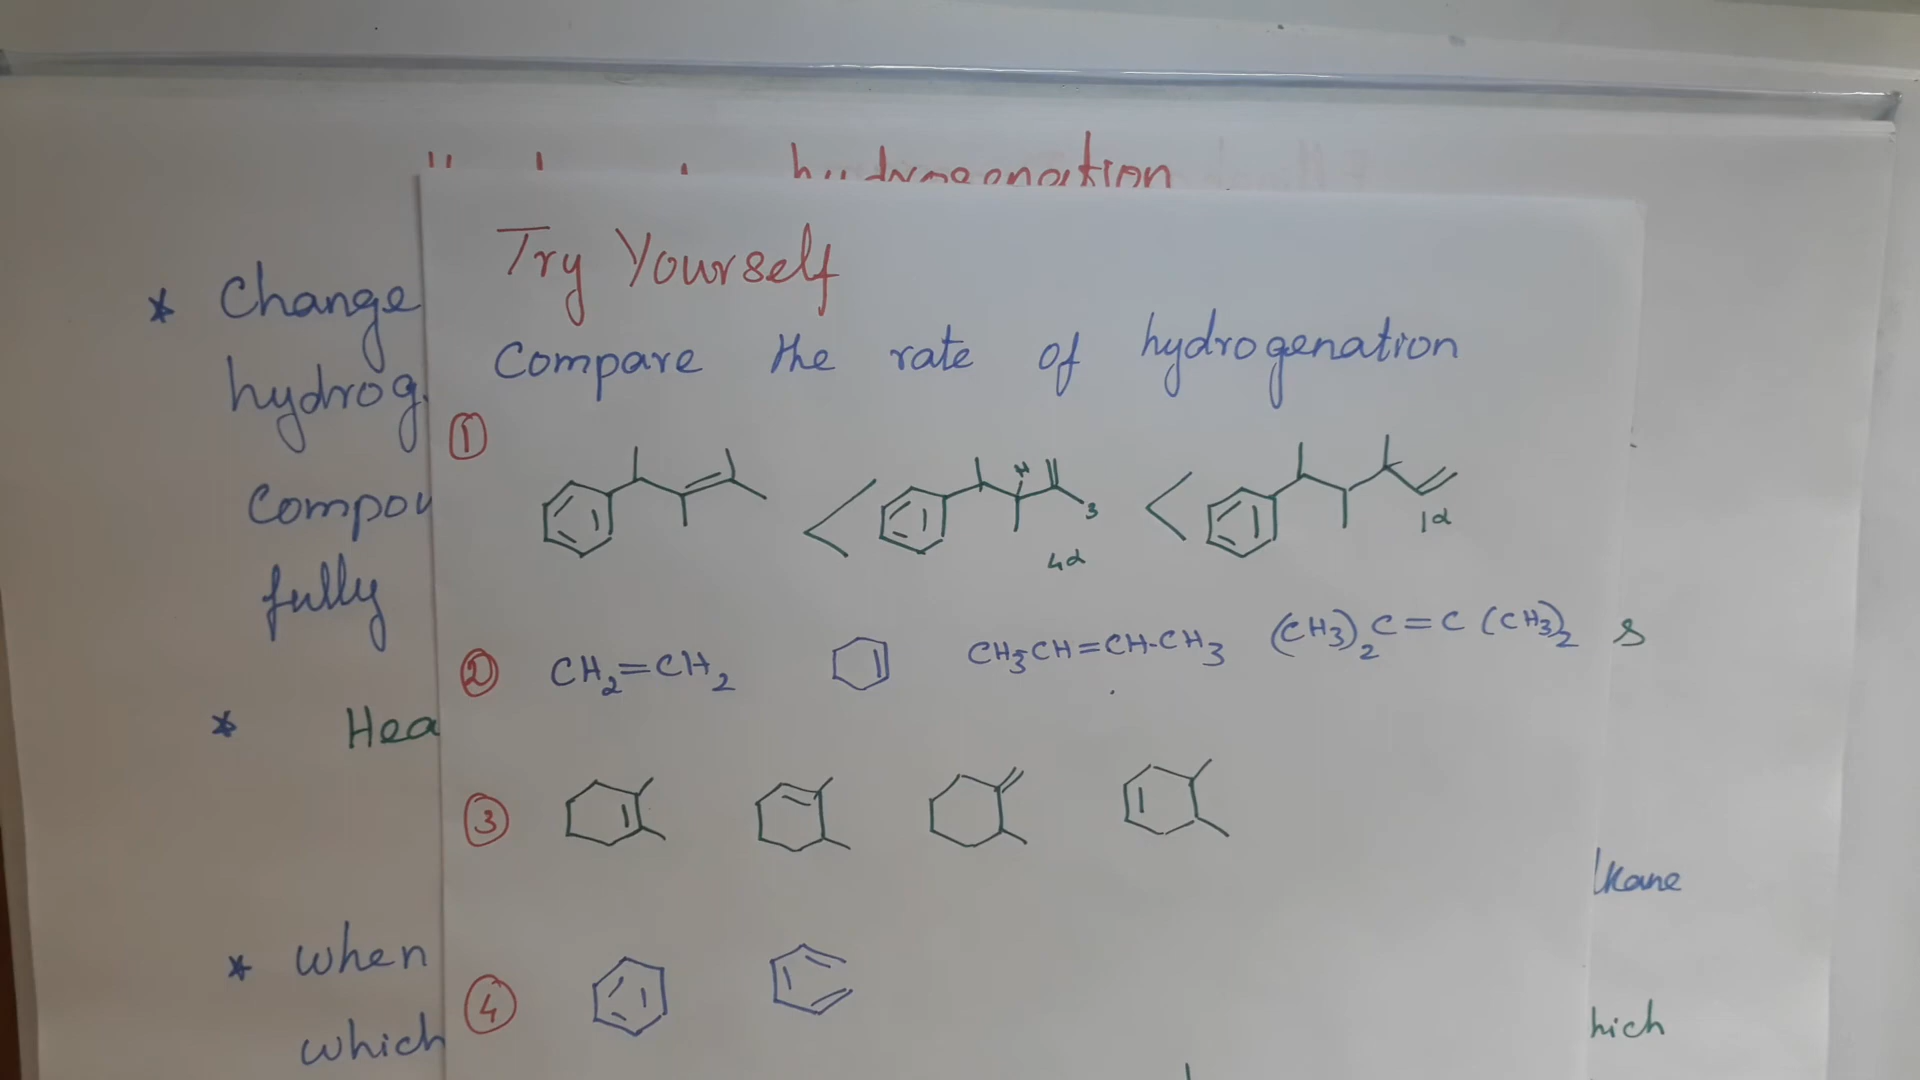 hydrogenation
Try Yourself
* Change
Compare the rate of hydrogenation
hydrog
①
H
3
4α
1α
compou
fully
② CH2=CH2 CH3CH=CH-CH3 (CH3)2C=C(CH3)2 s
* Hea
③
lkane
* when
④
which
hich